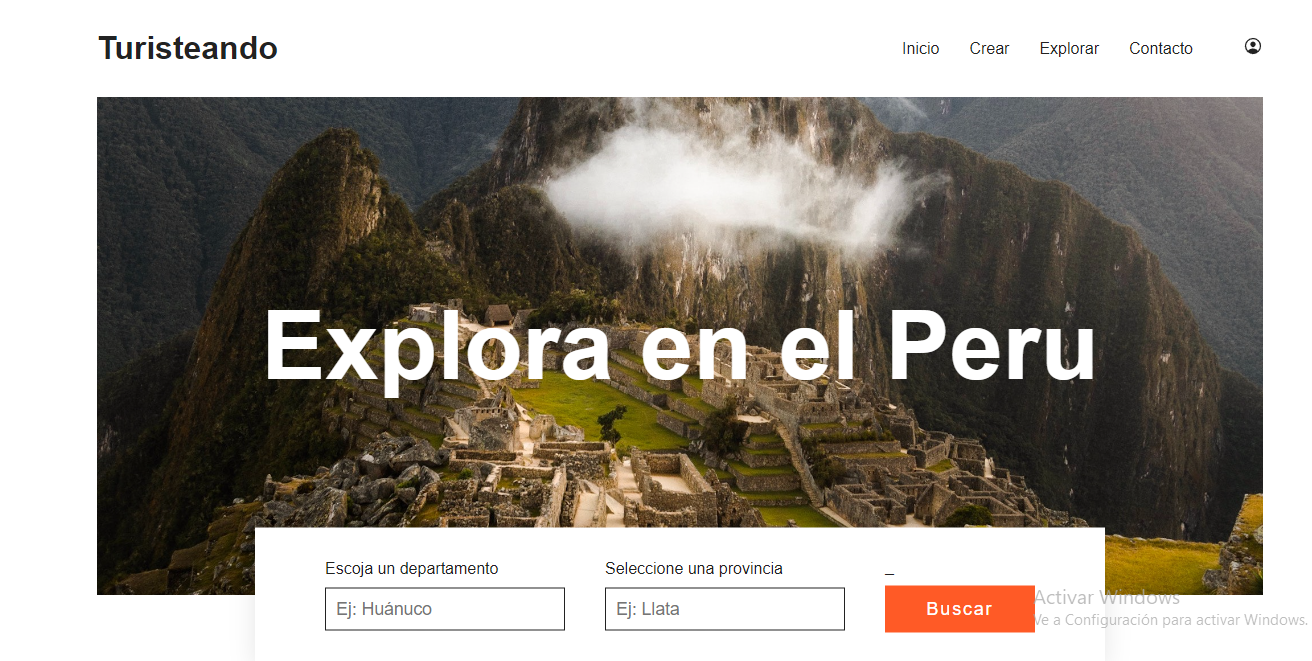 Turisteando
Inicio Crear Explorar Contacto
Explora en el Peru
Escoja un departamento Seleccione una provincia _
Ej: Huánuco Ej: Llata Buscar
Activar Windows
Ve a Configuración para activar Windows.